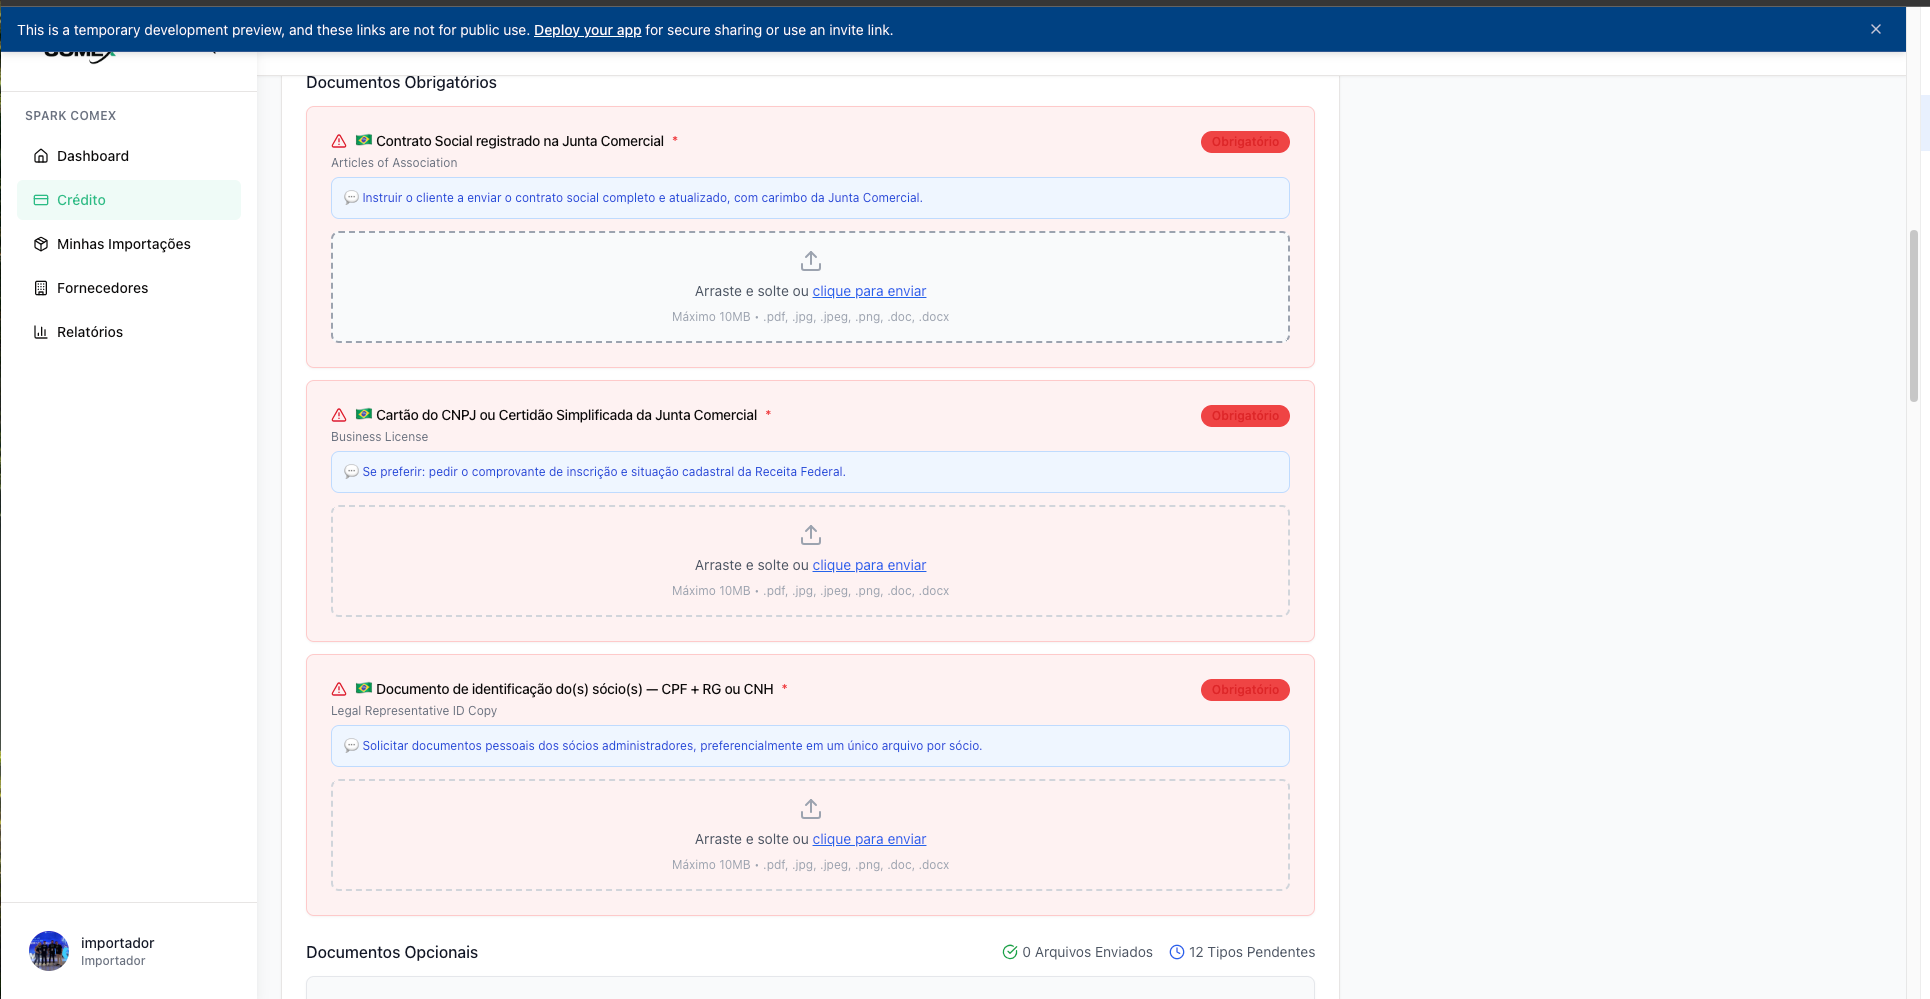 This is a temporary development preview, and these links are not for public use. Deploy your app for secure sharing or use an invite link.
SPARK COMEX
Dashboard
Crédito
Minhas Importações
Fornecedores
Relatórios
importador
Importador
Documentos Obrigatórios
Contrato Social registrado na Junta Comercial *
Obrigatório
Articles of Association
Instruir o cliente a enviar o contrato social completo e atualizado, com carimbo da Junta Comercial.
Arraste e solte ou clique para enviar
Máximo 10MB • .pdf, .jpg, .jpeg, .png, .doc, .docx
Cartão do CNPJ ou Certidão Simplificada da Junta Comercial *
Obrigatório
Business License
Se preferir: pedir o comprovante de inscrição e situação cadastral da Receita Federal.
Arraste e solte ou clique para enviar
Máximo 10MB • .pdf, .jpg, .jpeg, .png, .doc, .docx
Documento de identificação do(s) sócio(s) — CPF + RG ou CNH *
Obrigatório
Legal Representative ID Copy
Solicitar documentos pessoais dos sócios administradores, preferencialmente em um único arquivo por sócio.
Arraste e solte ou clique para enviar
Máximo 10MB • .pdf, .jpg, .jpeg, .png, .doc, .docx
Documentos Opcionais
0 Arquivos Enviados
12 Tipos Pendentes